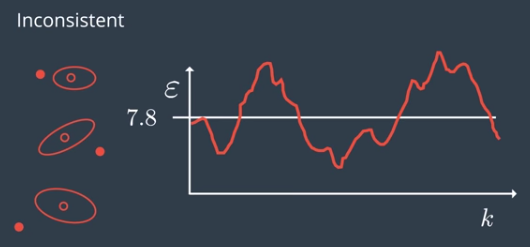 Inconsistent
ε
7.8
k